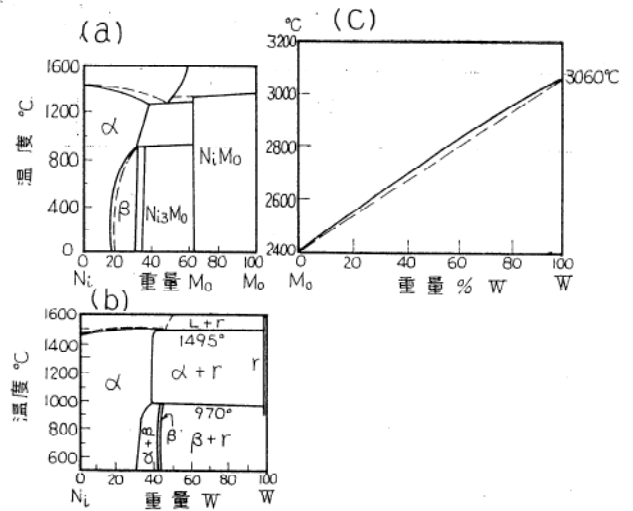 (a)
1600
1200
800
400
0
温度 ℃
α
β
Ni3Mo
NiMo
0 20 40 60 80 100
Ni 重量 Mo Mo
(C)
℃
3200
3000
2800
2600
2400
3060℃
0 20 40 60 80 100
Mo 重量 % W W
(b)
1600
1400
1200
1000
800
600
温度 ℃
L+r
1495°
α
α+r
r
970°
α+β
β
β+r
0 20 40 60 80 100
Ni 重量 W W